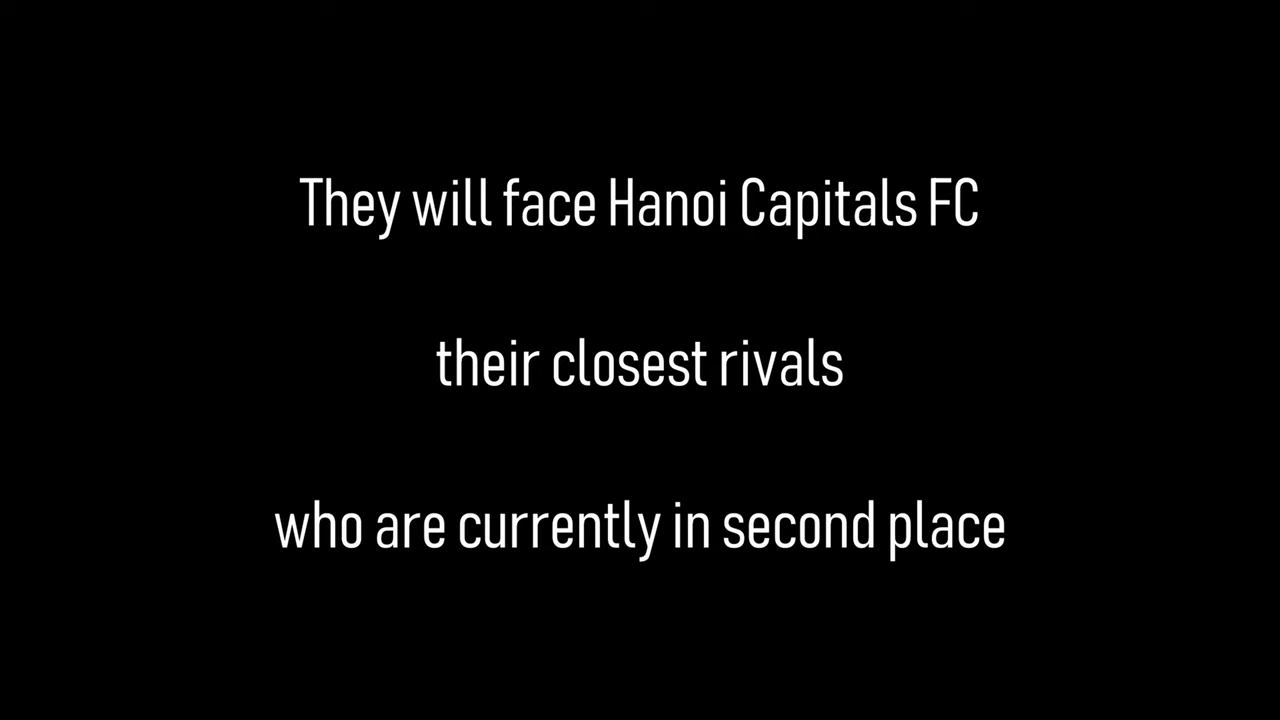 They will face Hanoi Capitals FC
their closest rivals
who are currently in second place